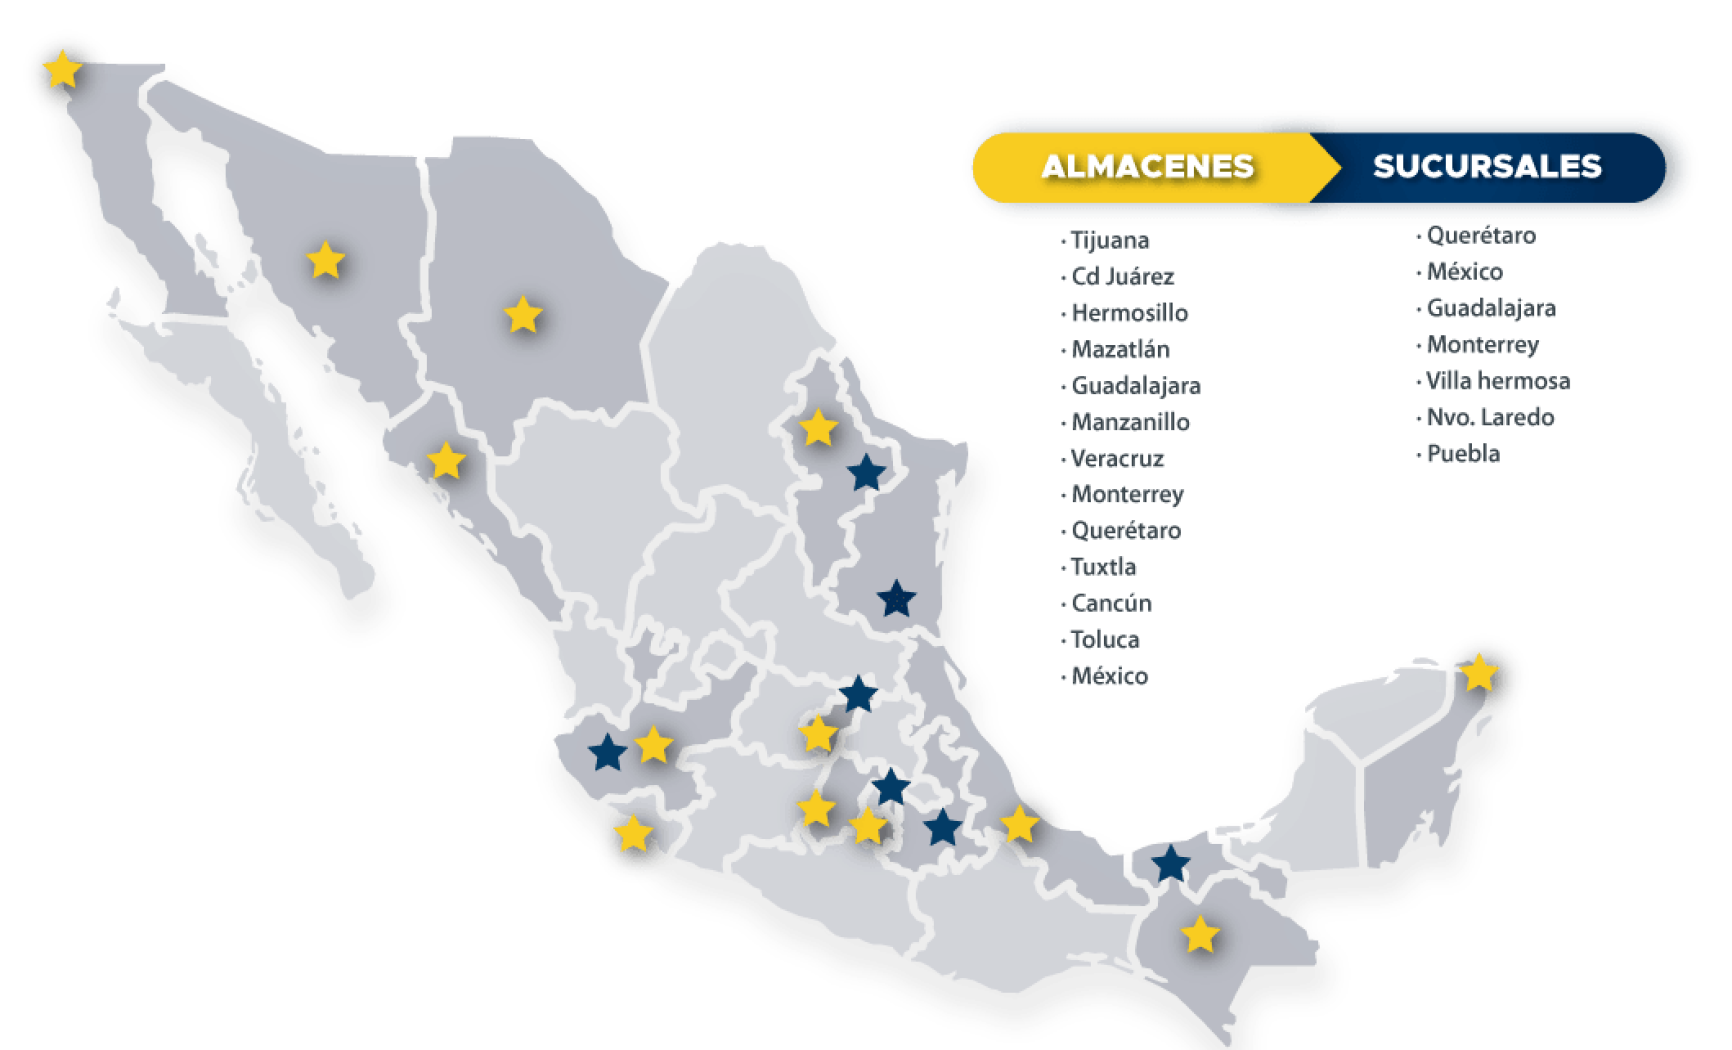 ALMACENES
SUCURSALES
· Tijuana
· Cd Juárez
· Hermosillo
· Mazatlán
· Guadalajara
· Manzanillo
· Veracruz
· Monterrey
· Querétaro
· Tuxtla
· Cancún
· Toluca
· México
· Querétaro
· México
· Guadalajara
· Monterrey
· Villa hermosa
· Nvo. Laredo
· Puebla